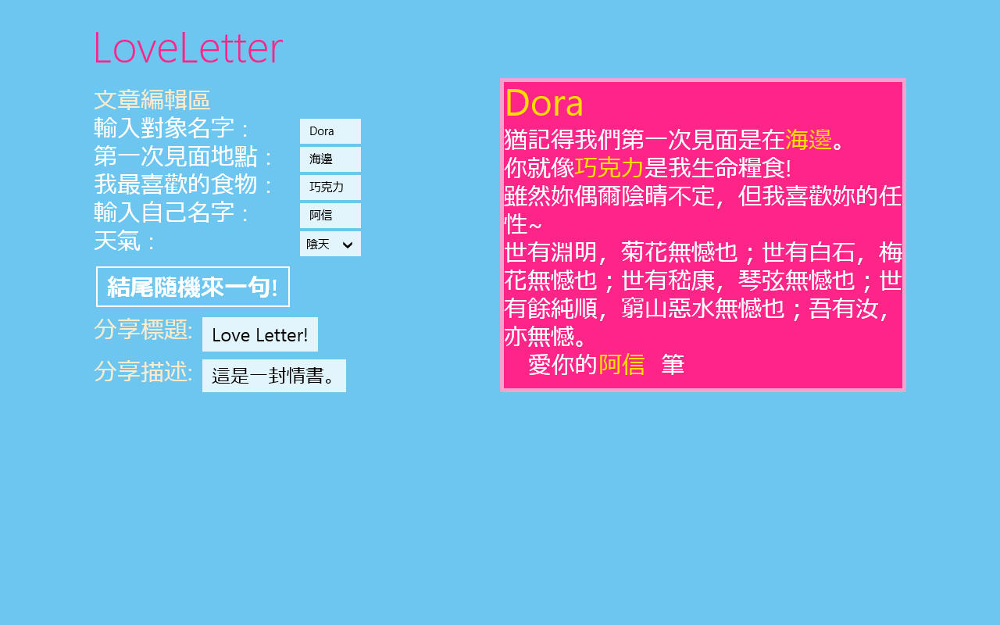 LoveLetter
文章編輯區
輸入對象名字：
Dora
第一次見面地點：
海邊
我最喜歡的食物：
巧克力
輸入自己名字：
阿信
天氣：
陰天
結尾隨機來一句!
分享標題:
Love Letter!
分享描述:
這是一封情書。
Dora
猶記得我們第一次見面是在海邊。
你就像巧克力是我生命糧食!
雖然妳偶爾陰晴不定，但我喜歡妳的任
性~
世有淵明，菊花無憾也；世有白石，梅
花無憾也；世有嵇康，琴弦無憾也；世
有餘純順，窮山惡水無憾也；吾有汝，
亦無憾。
愛你的阿信 筆